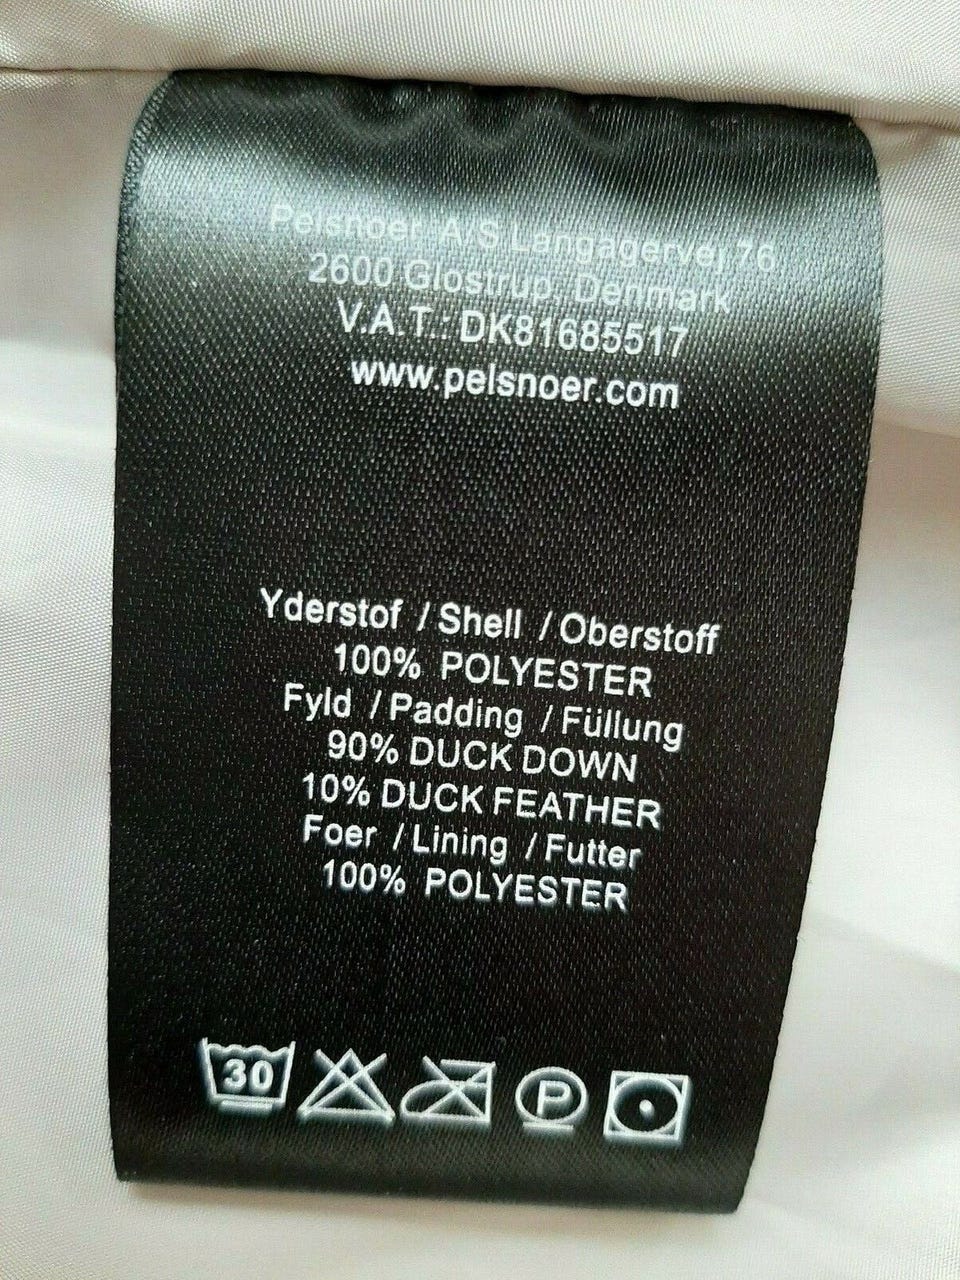 Pelsnoer A/S Langagervej 76
2600 Glostrup, Denmark
V.A.T.: DK81685517
www.pelsnoer.com
Yderstof / Shell / Oberstoff
100% POLYESTER
Fyld / Padding / Füllung
90% DUCK DOWN
10% DUCK FEATHER
Foer / Lining / Futter
100% POLYESTER
30 P